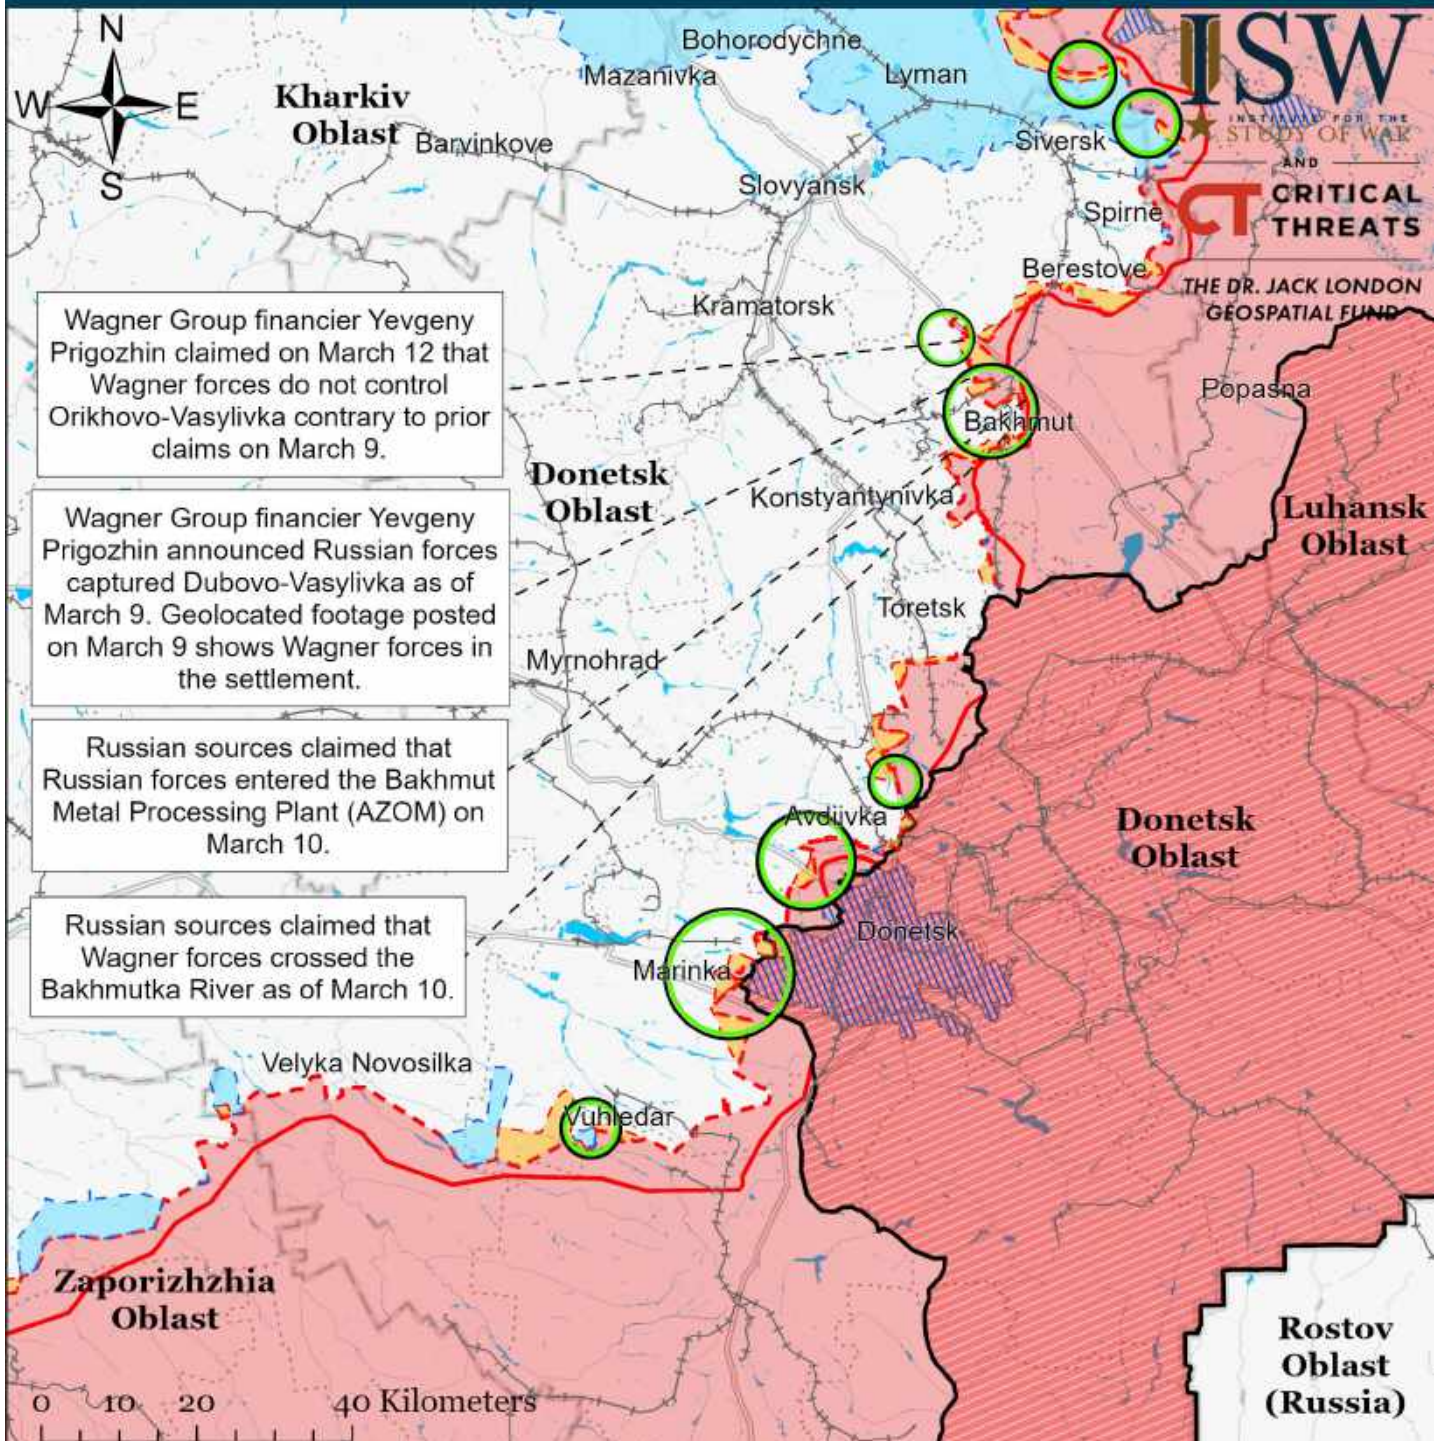 N
W
E
S
Kharkiv
Oblast
Barvinkove
Bohorodychne
Mazanivka
Lyman
Siversk
Slovyansk
Spirne
Berestove
Kramatorsk
ISW
INSTITUTE FOR THE
STUDY OF WAR
AND
CT CRITICAL
THREATS
THE DR. JACK LONDON
GEOSPATIAL FUND
Wagner Group financier Yevgeny
Prigozhin claimed on March 12 that
Wagner forces do not control
Orikhovo-Vasylivka contrary to prior
claims on March 9.
Popasna
Bakhmut
Donetsk
Oblast
Konstyantynivka
Luhansk
Oblast
Wagner Group financier Yevgeny
Prigozhin announced Russian forces
captured Dubovo-Vasylivka as of
March 9. Geolocated footage posted
on March 9 shows Wagner forces in
the settlement.
Toretsk
Myrnohrad
Russian sources claimed that
Russian forces entered the Bakhmut
Metal Processing Plant (AZOM) on
March 10.
Avdiivka
Donetsk
Oblast
Russian sources claimed that
Wagner forces crossed the
Bakhmutka River as of March 10.
Donetsk
Marinka
Velyka Novosilka
Vuhledar
Zaporizhzhia
Oblast
Rostov
Oblast
(Russia)
0 10 20 40 Kilometers